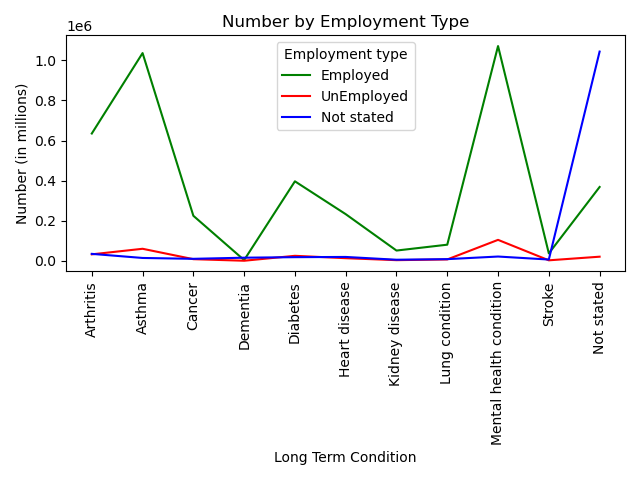 Number by Employment Type
1e6
Number (in millions)
1.0
0.8
0.6
0.4
0.2
0.0
Employment type
Employed
UnEmployed
Not stated
Arthritis
Asthma
Cancer
Dementia
Diabetes
Heart disease
Kidney disease
Lung condition
Mental health condition
Stroke
Not stated
Long Term Condition